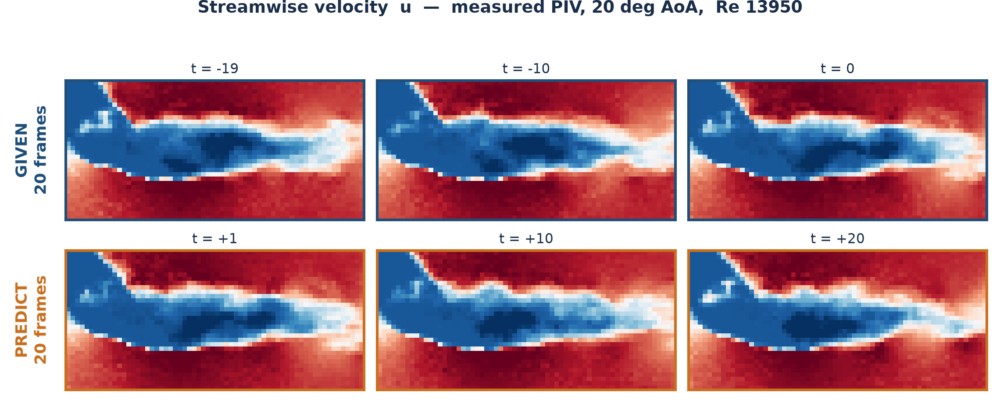 Streamwise velocity u — measured PIV, 20 deg AoA, Re 13950
t = -19
t = -10
t = 0
GIVEN
20 frames
t = +1
t = +10
t = +20
PREDICT
20 frames